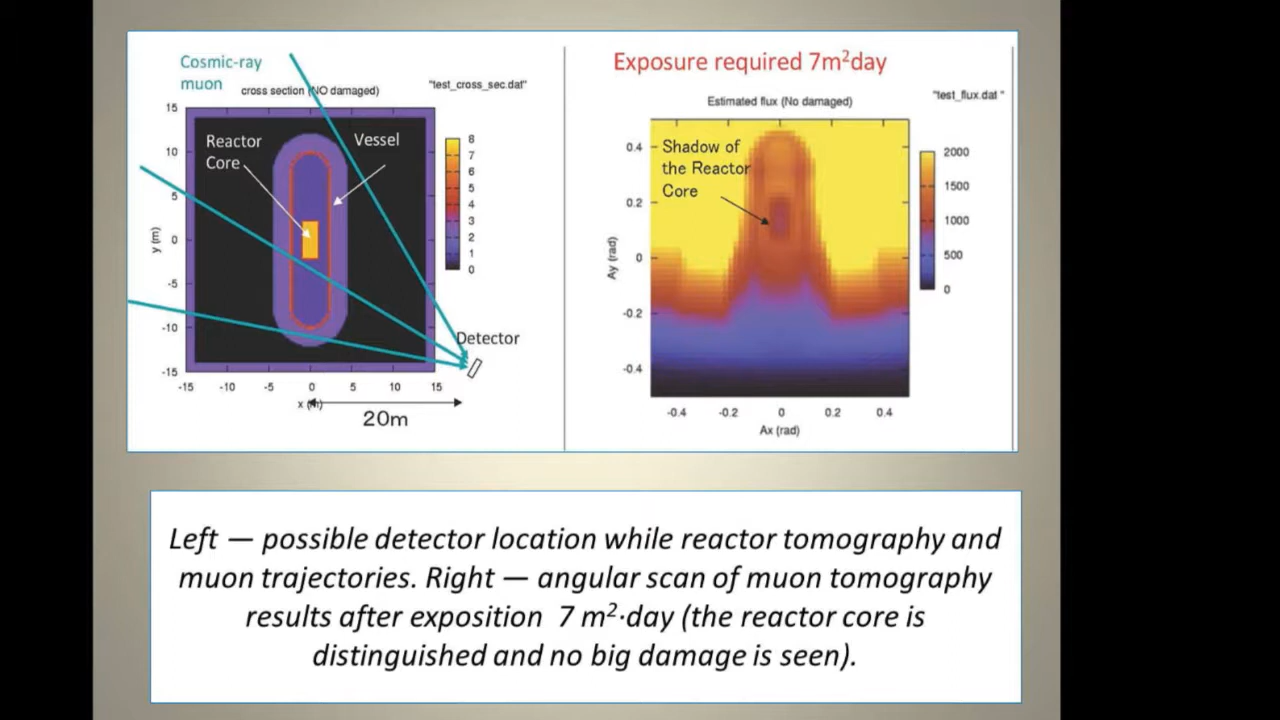 Cosmic-ray
muon
cross section (NO damaged)
"test_cross_sec.dat"
15
10
5
0
-5
-10
-15
y (m)
Reactor
Core
Vessel
8
7
6
5
4
3
2
1
0
Detector
-15
-10
-5
0
5
10
15
x (m)
20m
Exposure required 7m²day
"test_flux.dat "
Estimated flux (No damaged)
0.4
0.2
0
-0.2
-0.4
Ay (rad)
Shadow of
the Reactor
Core
2000
1500
1000
500
0
-0.4
-0.2
0
0.2
0.4
Ax (rad)
Left — possible detector location while reactor tomography and
muon trajectories. Right — angular scan of muon tomography
results after exposition 7 m²·day (the reactor core is
distinguished and no big damage is seen).